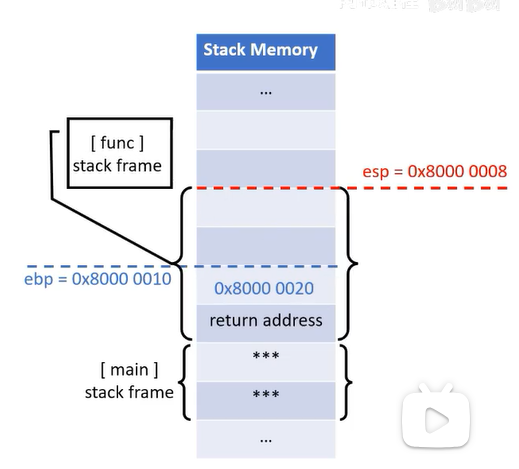 Stack Memory
...
[ func ]
stack frame
esp = 0x8000 0008
ebp = 0x8000 0010
0x8000 0020
return address
[ main ]
stack frame
***
***
...